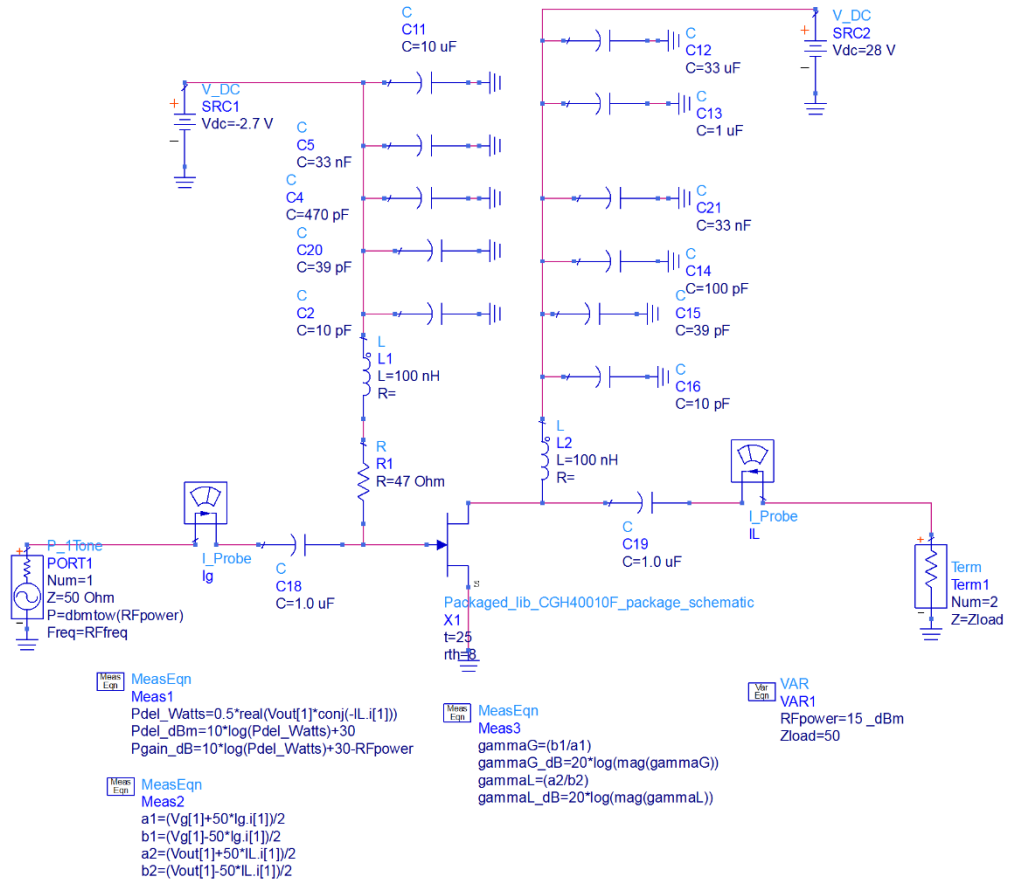 C
C11
C=10 uF
V_DC
SRC1
Vdc=-2.7 V
C
C5
C=33 nF
C
C4
C=470 pF
C
C20
C=39 pF
C
C2
C=10 pF
L
L1
L=100 nH
R=
R
R1
R=47 Ohm
V_DC
SRC2
Vdc=28 V
C
C12
C=33 uF
C
C13
C=1 uF
C
C21
C=33 nF
C
C14
C=100 pF
C
C15
C=39 pF
C
C16
C=10 pF
L
L2
L=100 nH
R=
P_1Tone
PORT1
Num=1
Z=50 Ohm
P=dbmtow(RFpower)
Freq=RFfreq
I_Probe
Ig
C
C18
C=1.0 uF
Packaged_lib_CGH40010F_package_schematic
X1
t=25
rth=8
C
C19
C=1.0 uF
I_Probe
IL
Term
Term1
Num=2
Z=Zload
Meas
Eqn
MeasEqn
Meas1
Pdel_Watts=0.5*real(Vout[1]*conj(-IL.i[1]))
Pdel_dBm=10*log(Pdel_Watts)+30
Pgain_dB=10*log(Pdel_Watts)+30-RFpower
Meas
Eqn
MeasEqn
Meas2
a1=(Vg[1]+50*Ig.i[1])/2
b1=(Vg[1]-50*Ig.i[1])/2
a2=(Vout[1]+50*IL.i[1])/2
b2=(Vout[1]-50*IL.i[1])/2
Meas
Eqn
MeasEqn
Meas3
gammaG=(b1/a1)
gammaG_dB=20*log(mag(gammaG))
gammaL=(a2/b2)
gammaL_dB=20*log(mag(gammaL))
Var
Eqn
VAR
VAR1
RFpower=15 _dBm
Zload=50